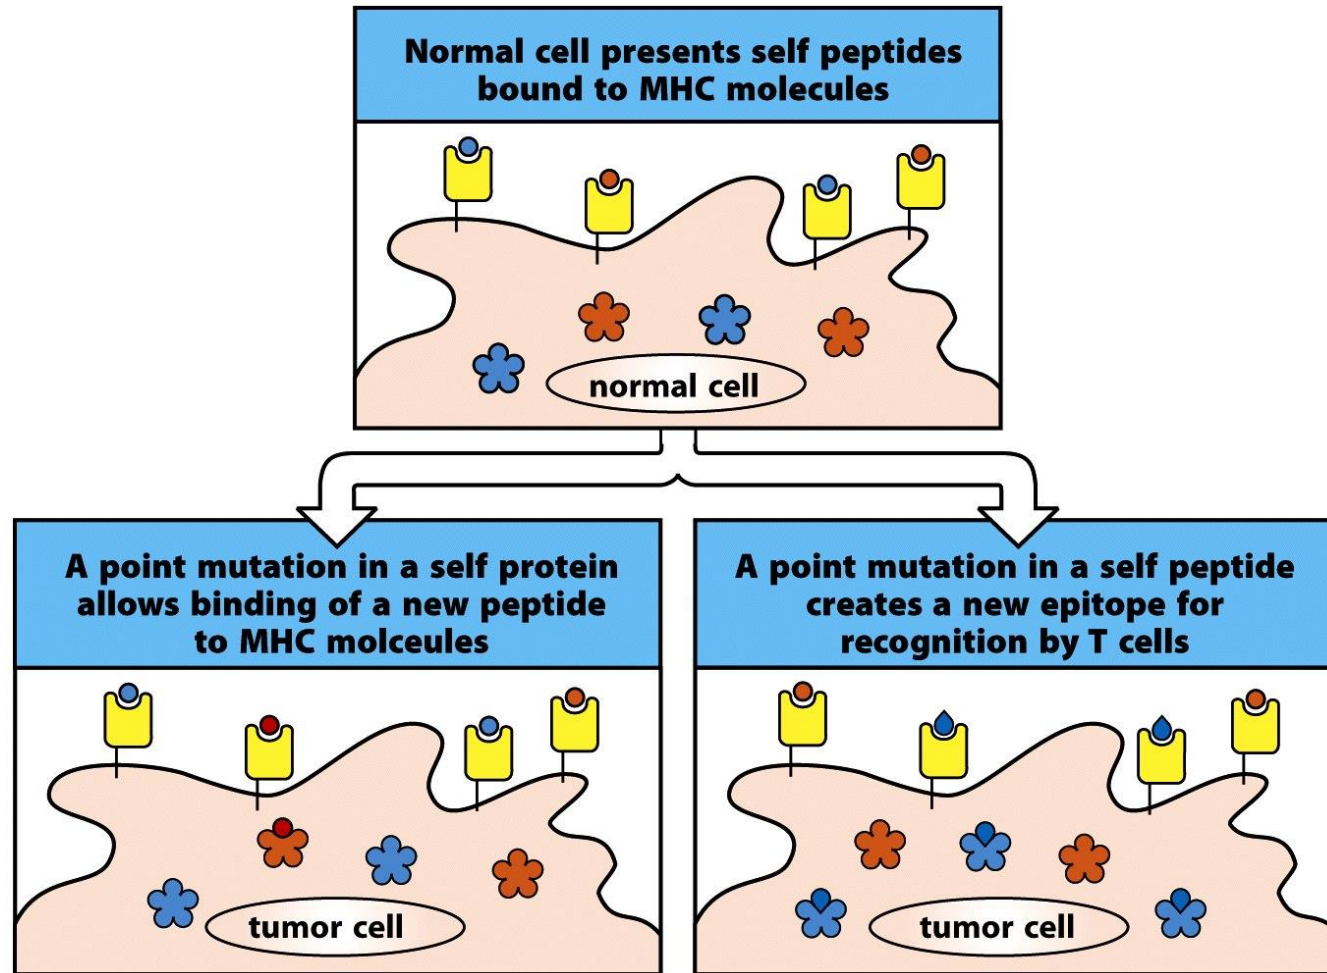 Normal cell presents self peptides
bound to MHC molecules
normal cell
A point mutation in a self protein
allows binding of a new peptide
to MHC molceules
tumor cell
A point mutation in a self peptide
creates a new epitope for
recognition by T cells
tumor cell